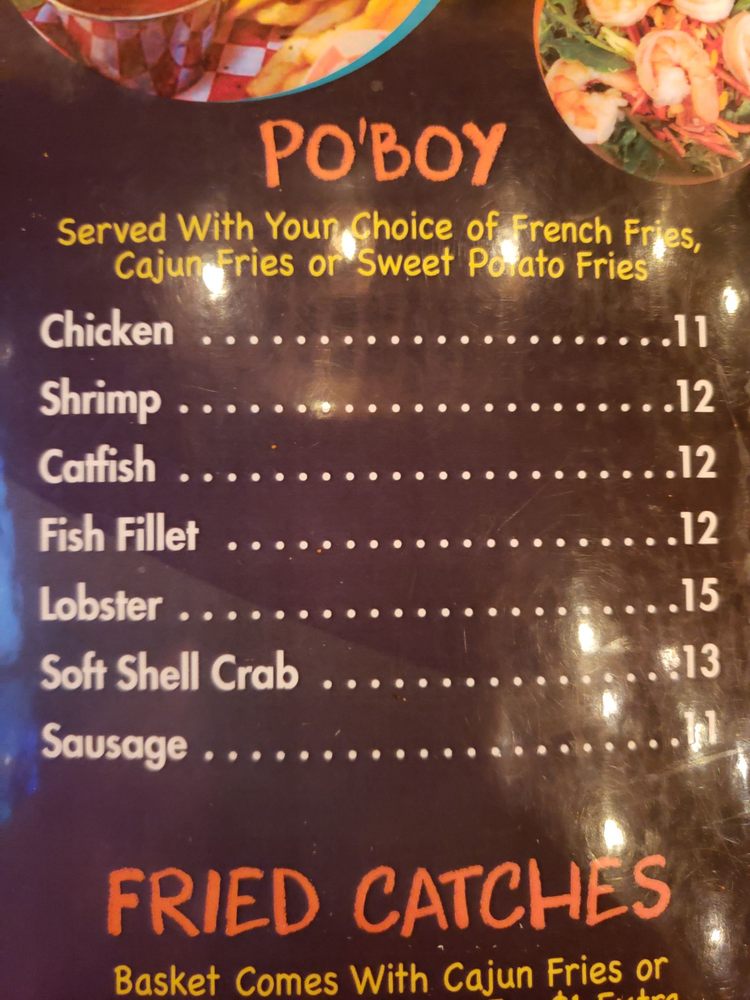 PO'BOY
Served With Your Choice of French Fries,
Cajun Fries or Sweet Potato Fries
Chicken ....................11
Shrimp .....................12
Catfish .....................12
Fish Fillet ...................12
Lobster .....................15
Soft Shell Crab ...............13
Sausage ....................11
FRIED CATCHES
Basket Comes With Cajun Fries or